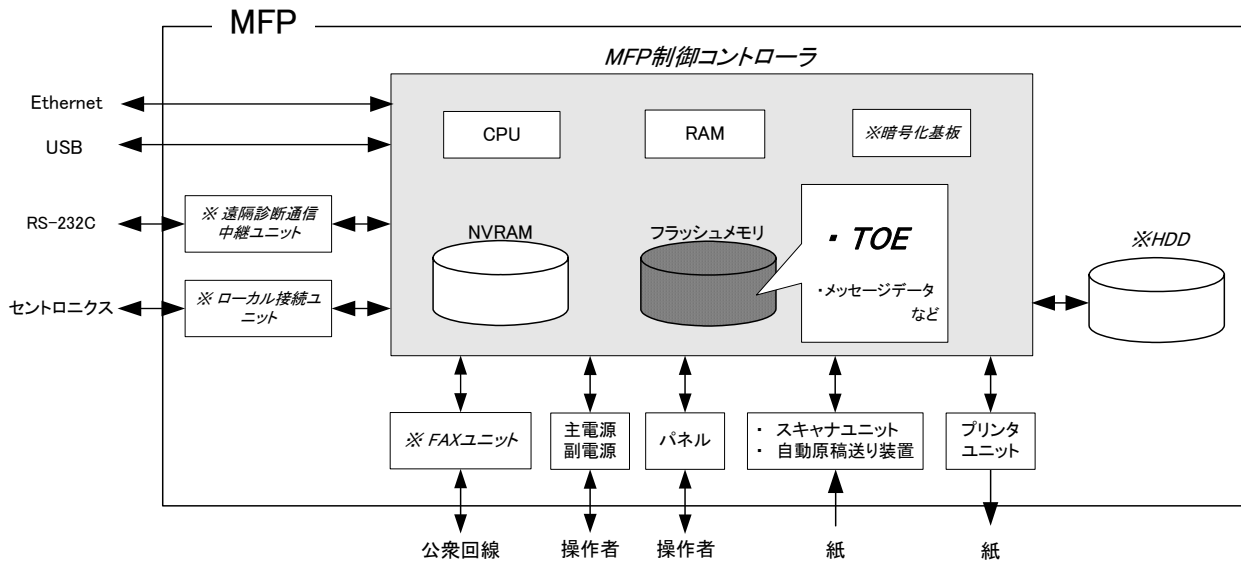 MFP
MFP制御コントローラ
Ethernet
USB
RS-232C
セントロニクス
※ 遠隔診断通信
中継ユニット
※ ローカル接続ユ
ニット
CPU
RAM
※暗号化基板
NVRAM
フラッシュメモリ
・ TOE
・メッセージデータ
など
※HDD
※ FAXユニット
主電源
副電源
パネル
・ スキャナユニット
・ 自動原稿送り装置
プリンタ
ユニット
公衆回線
操作者
操作者
紙
紙